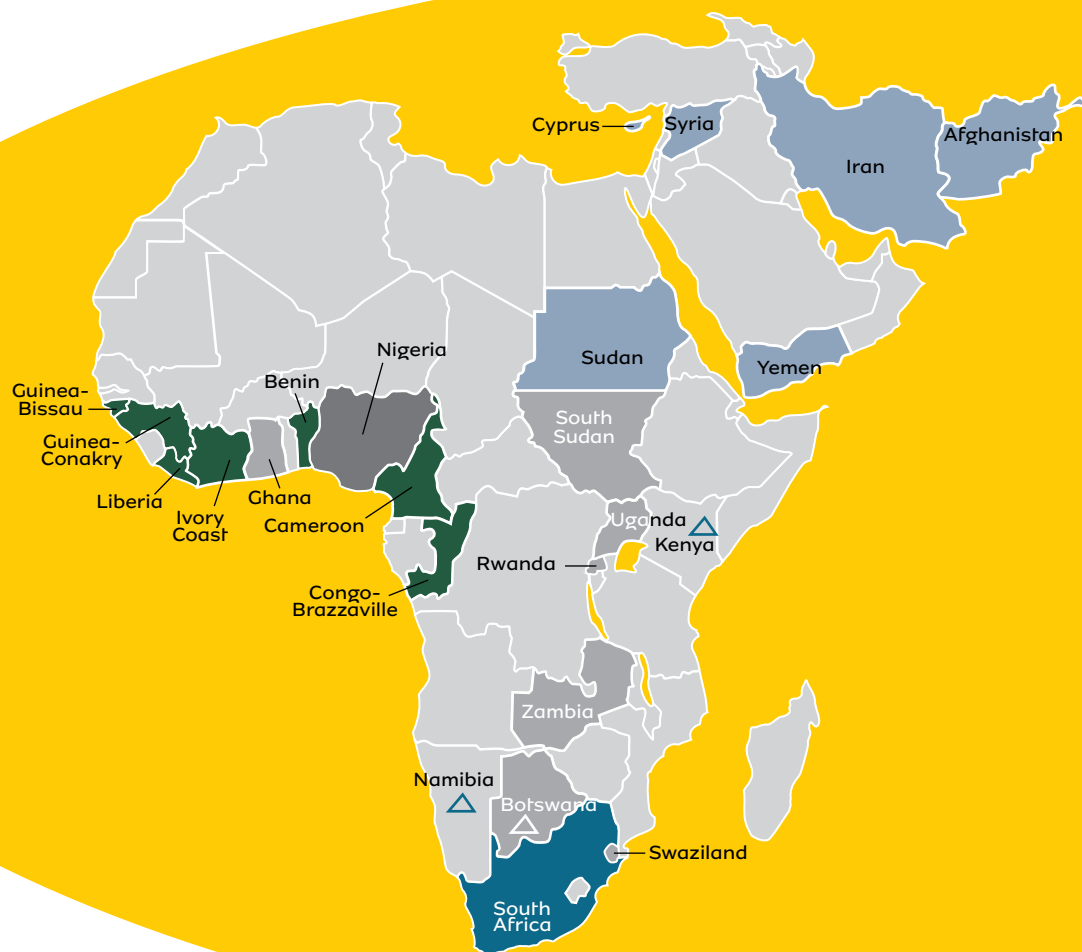 Cyprus
Syria
Afghanistan
Iran
Nigeria
Sudan
Yemen
Benin
Guinea-
Bissau
South
Sudan
Guinea-
Conakry
Liberia
Ghana
Ivory
Coast
Cameroon
Uganda
Kenya
Rwanda
Congo-
Brazzaville
Zambia
Namibia
Botswana
Swaziland
South
Africa